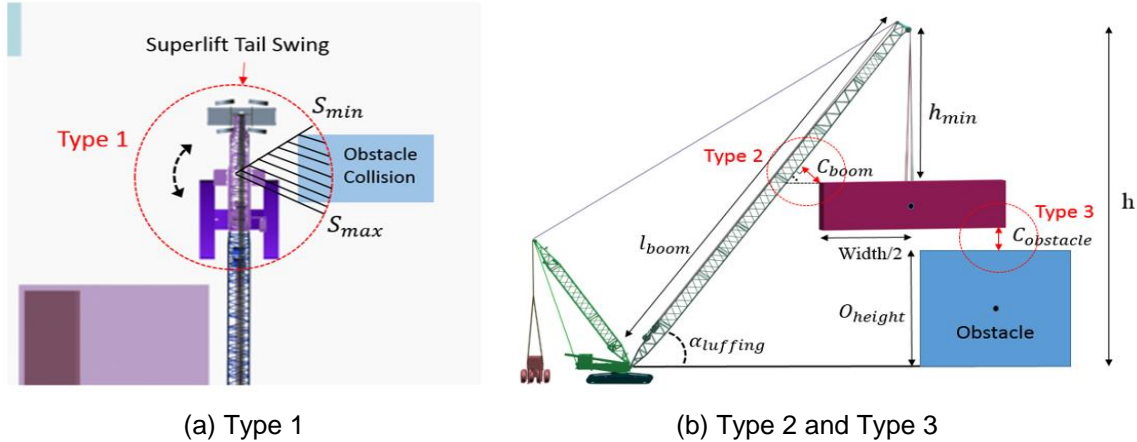 Superlift Tail Swing
S_min
Type 1
Obstacle
Collision
S_max
h_min
Type 2
C_boom
h
Type 3
l_boom
Width/2
C_obstacle
O_height
α_luffing
Obstacle
(a) Type 1
(b) Type 2 and Type 3